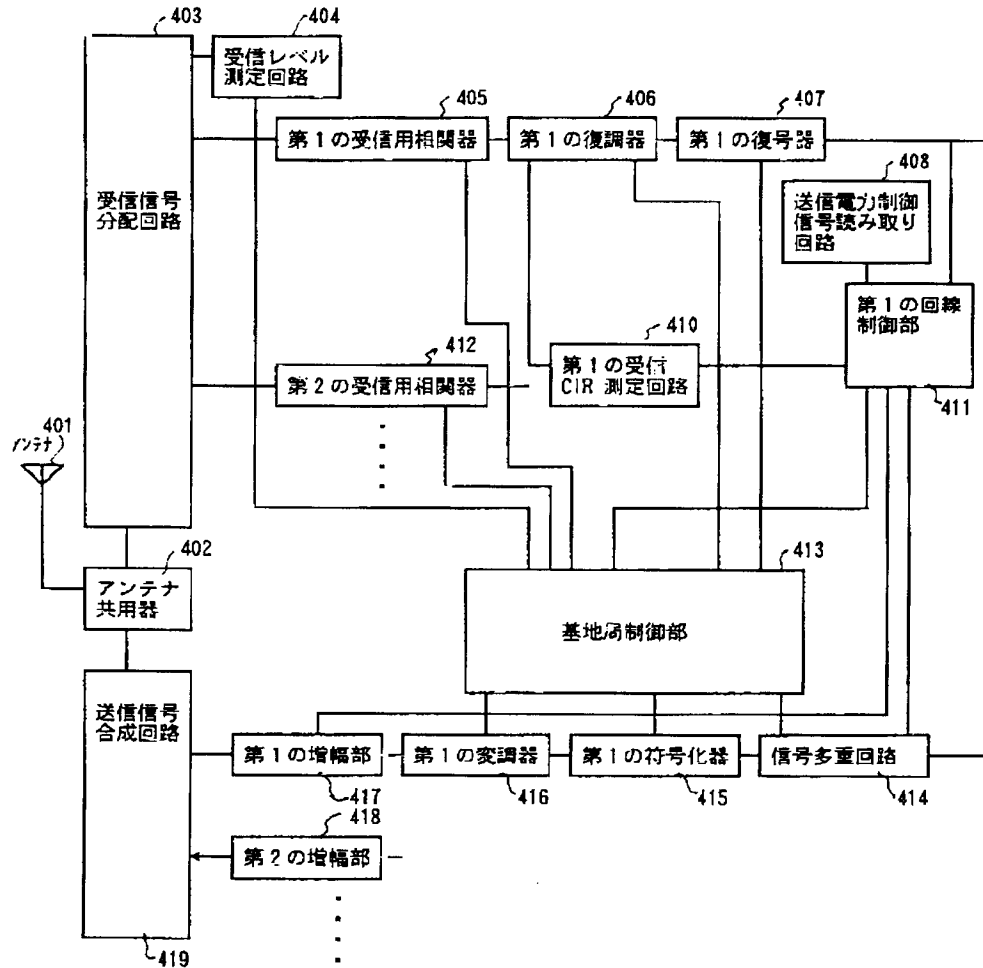 403
404
受信レベル
測定回路
405
406
407
第1の受信用相関器
第1の復調器
第1の復号器
408
送信電力制御
信号読み取り
回路
受信信号
分配回路
第1の回線
制御部
411
410
第1の受信
CIR 測定回路
412
第2の受信用相関器
401
アンテナ
402
アンテナ
共用器
413
基地局制御部
送信信号
合成回路
第1の増幅部
第1の変調器
第1の符号化器
信号多重回路
417
416
415
414
418
第2の増幅部
419